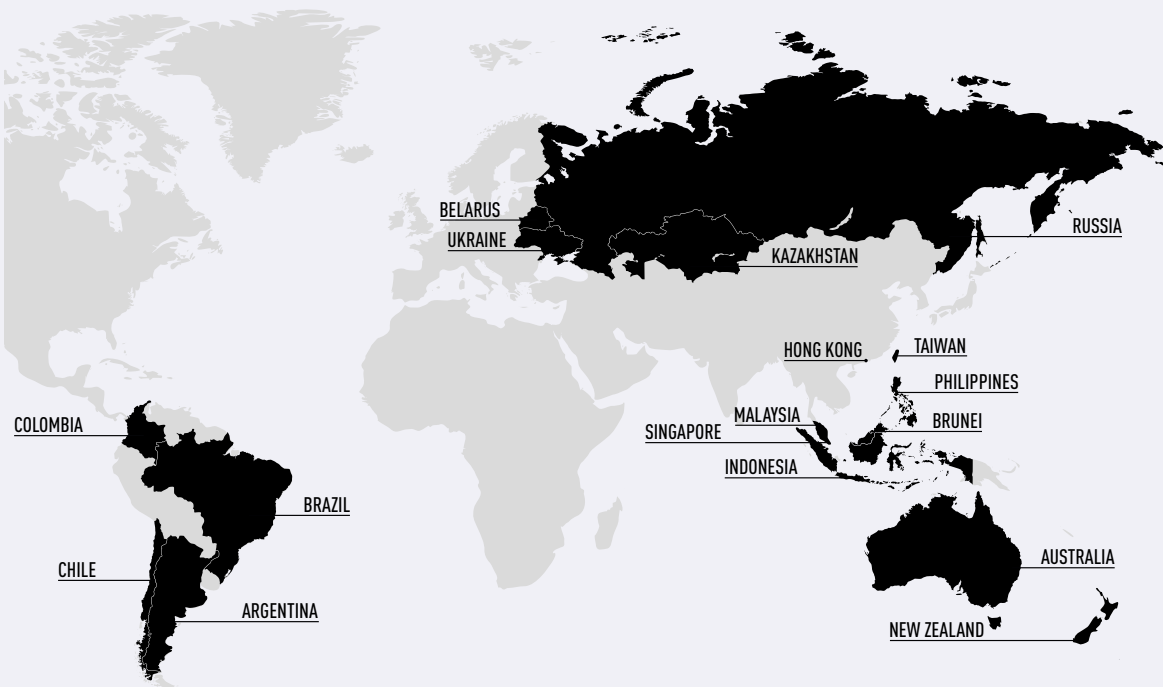 BELARUS
RUSSIA
UKRAINE
KAZAKHSTAN
TAIWAN
HONG KONG
PHILIPPINES
MALAYSIA
BRUNEI
COLOMBIA
SINGAPORE
INDONESIA
BRAZIL
AUSTRALIA
CHILE
ARGENTINA
NEW ZEALAND